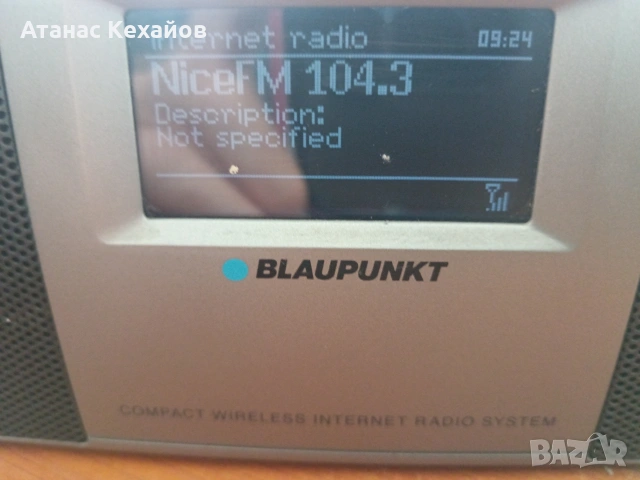 Атанас Кехайов
Internet radio 09:24
NiceFM 104.3
Description:
Not specified
BLAUPUNKT
COMPACT WIRELESS INTERNET RADIO SYSTEM
BAZAR